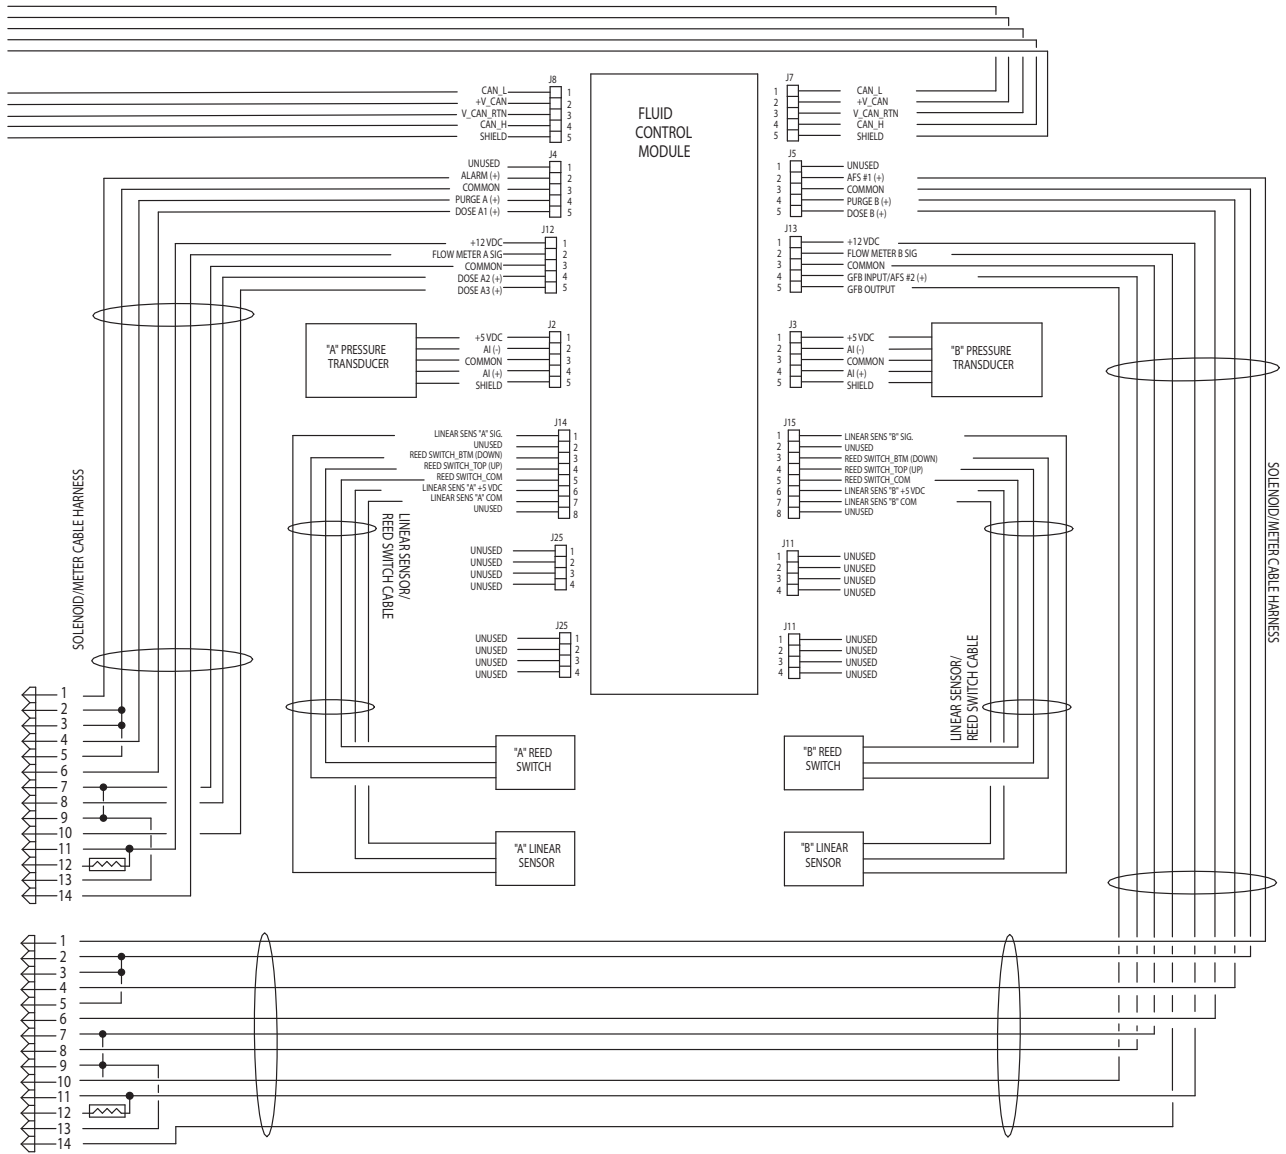 J8
CAN_L 1
+V_CAN 2
V_CAN_RTN 3
CAN_H 4
SHIELD 5
J4
UNUSED 1
ALARM (+) 2
COMMON 3
PURGE A (+) 4
DOSE A1 (+) 5
J12
+12 VDC 1
FLOW METER A SIG 2
COMMON 3
DOSE A2 (+) 4
DOSE A3 (+) 5
"A" PRESSURE
TRANSDUCER
J2
+5 VDC 1
AI (-) 2
COMMON 3
AI (+) 4
SHIELD 5
J14
LINEAR SENS "A" SIG. 1
UNUSED 2
REED SWITCH_BTM (DOWN) 3
REED SWITCH_TOP (UP) 4
REED SWITCH_COM 5
LINEAR SENS "A" +5 VDC 6
LINEAR SENS "A" COM 7
UNUSED 8
J25
UNUSED 1
UNUSED 2
UNUSED 3
UNUSED 4
J25
UNUSED 1
UNUSED 2
UNUSED 3
UNUSED 4
FLUID
CONTROL
MODULE
J7
1 CAN_L
2 +V_CAN
3 V_CAN_RTN
4 CAN_H
5 SHIELD
J5
1 UNUSED
2 AFS #1 (+)
3 COMMON
4 PURGE B (+)
5 DOSE B (+)
J13
1 +12 VDC
2 FLOW METER B SIG
3 COMMON
4 GFB INPUT/AFS #2 (+)
5 GFB OUTPUT
J3
1 +5 VDC
2 AI (-)
3 COMMON
4 AI (+)
5 SHIELD
"B" PRESSURE
TRANSDUCER
J15
1 LINEAR SENS "B" SIG.
2 UNUSED
3 REED SWITCH_BTM (DOWN)
4 REED SWITCH_TOP (UP)
5 REED SWITCH_COM
6 LINEAR SENS "B" +5 VDC
7 LINEAR SENS "B" COM
8 UNUSED
J11
1 UNUSED
2 UNUSED
3 UNUSED
4 UNUSED
J11
1 UNUSED
2 UNUSED
3 UNUSED
4 UNUSED
SOLENOID/METER CABLE HARNESS
LINEAR SENSOR/
REED SWITCH CABLE
LINEAR SENSOR/
REED SWITCH CABLE
SOLENOID/METER CABLE HARNESS
"A" REED
SWITCH
"B" REED
SWITCH
"A" LINEAR
SENSOR
"B" LINEAR
SENSOR
1
2
3
4
5
6
7
8
9
10
11
12
13
14
1
2
3
4
5
6
7
8
9
10
11
12
13
14